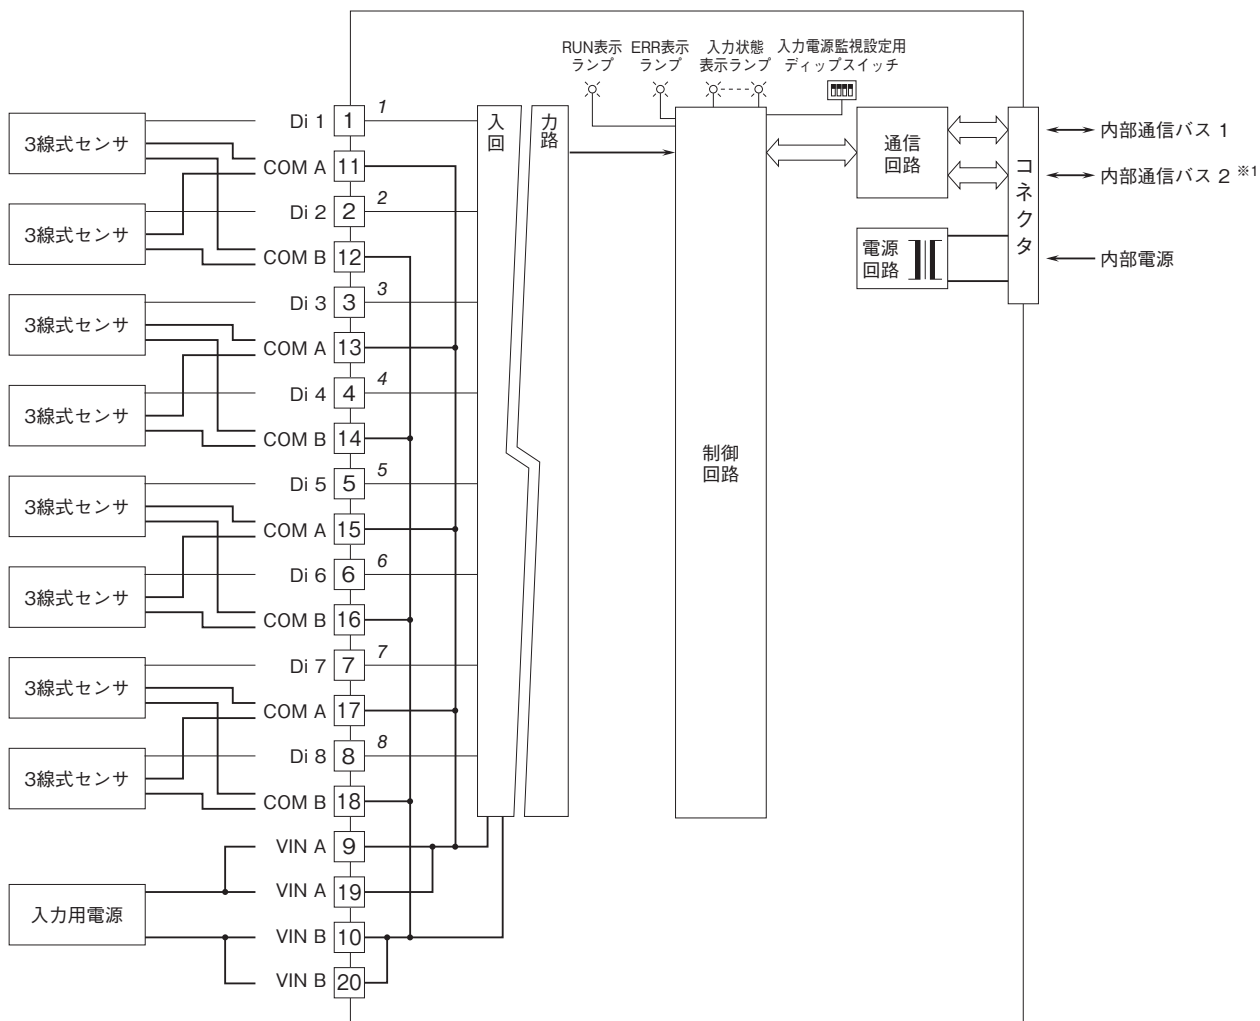 RUN表示
ランプ
ERR表示
ランプ
入力状態
表示ランプ
入力電源監視設定用
ディップスイッチ
3線式センサ
Di 1 1 1
COM A 11
3線式センサ
Di 2 2 2
COM B 12
3線式センサ
Di 3 3 3
COM A 13
3線式センサ
Di 4 4 4
COM B 14
3線式センサ
Di 5 5 5
COM A 15
3線式センサ
Di 6 6 6
COM B 16
3線式センサ
Di 7 7 7
COM A 17
3線式センサ
Di 8 8 8
COM B 18
入力用電源
VIN A 9
VIN A 19
VIN B 10
VIN B 20
入力
回路
制御
回路
通信
回路
電源
回路
コネクタ
内部通信バス 1
内部通信バス 2 ※1
内部電源